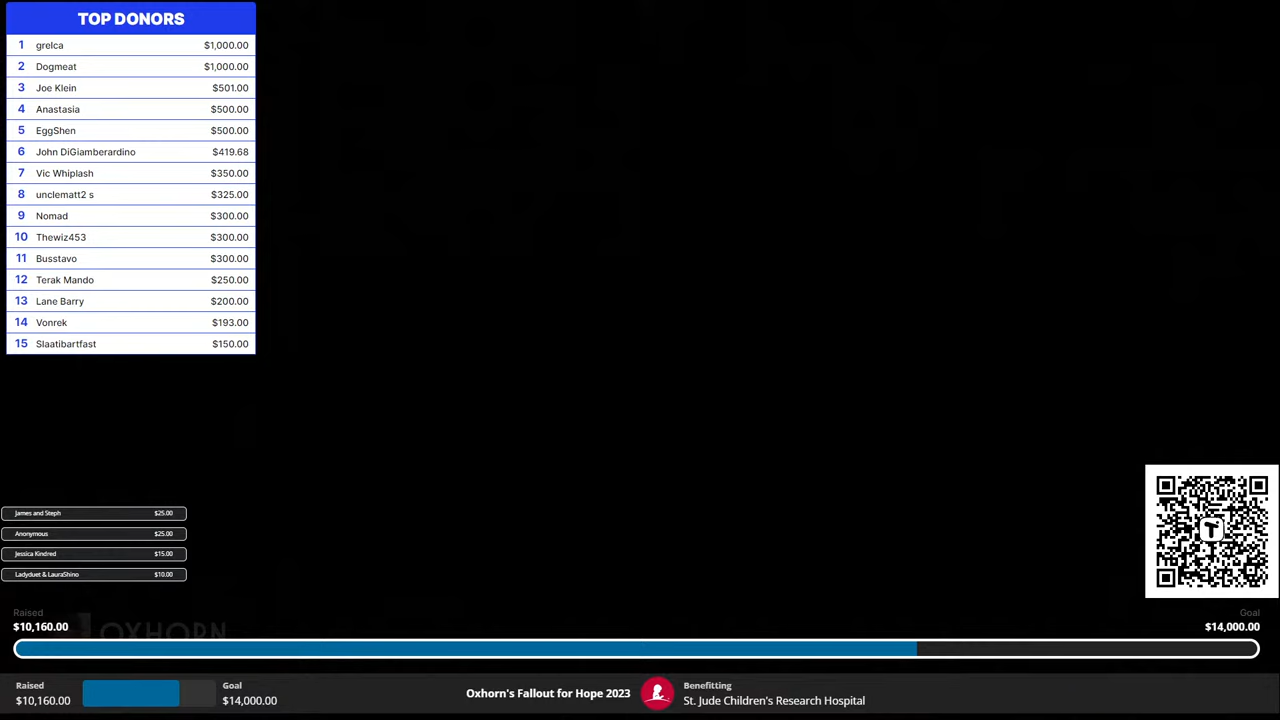 TOP DONORS
1 grelca $1,000.00
2 Dogmeat $1,000.00
3 Joe Klein $501.00
4 Anastasia $500.00
5 EggShen $500.00
6 John DiGiamberardino $419.68
7 Vic Whiplash $350.00
8 unclematt2 s $325.00
9 Nomad $300.00
10 Thewiz453 $300.00
11 Busstavo $300.00
12 Terak Mando $250.00
13 Lane Barry $200.00
14 Vonrek $193.00
15 Slaatibartfast $150.00
James and Steph $25.00
Anonymous $25.00
Jessica Kindred $15.00
Ladyduet & LauraShino $10.00
Raised Goal
$10,160.00 $14,000.00
OXHORN
Raised Goal
$10,160.00 $14,000.00
Oxhorn's Fallout for Hope 2023
Benefitting
St. Jude Children's Research Hospital